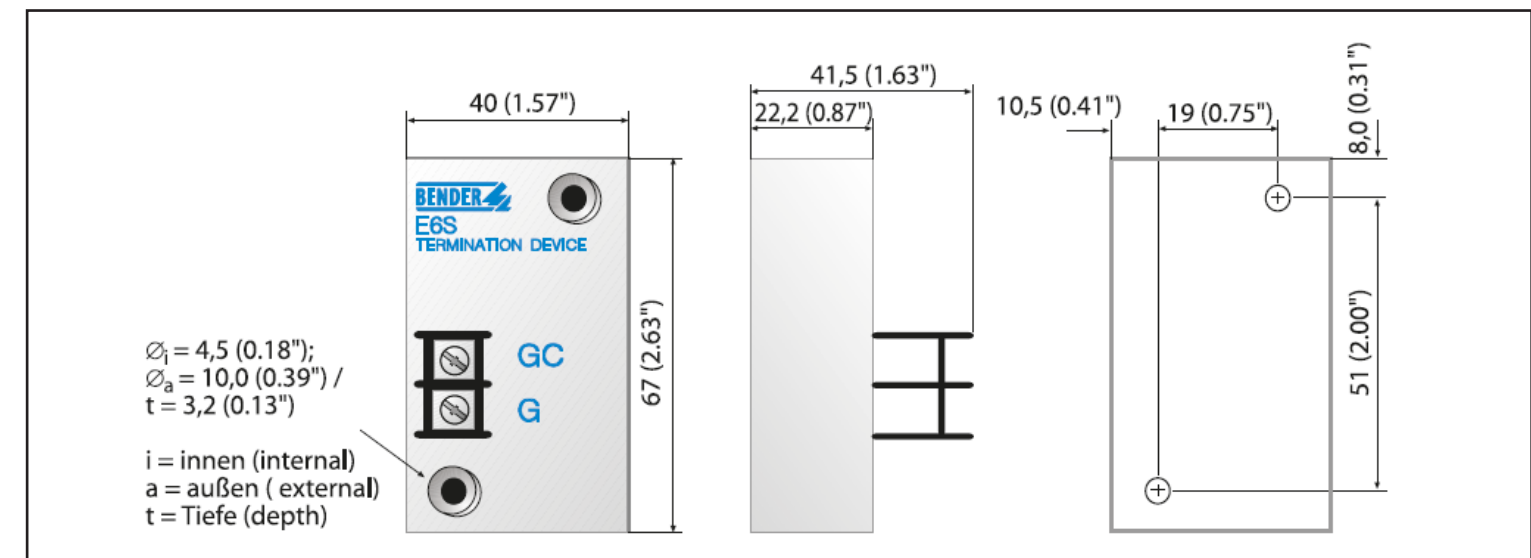 40 (1.57")
BENDER
E6S
TERMINATION DEVICE
GC
G
67 (2.63")
∅i = 4,5 (0.18");
∅a = 10,0 (0.39") /
t = 3,2 (0.13")
i = innen (internal)
a = außen ( external)
t = Tiefe (depth)
41,5 (1.63")
22,2 (0.87")
10,5 (0.41")
19 (0.75")
8,0 (0.31")
51 (2.00")